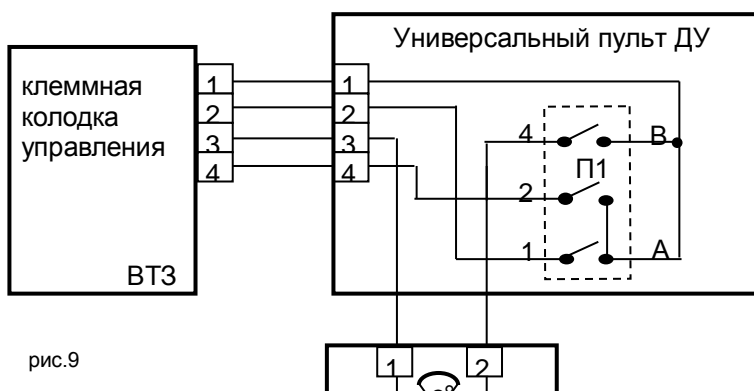 Универсальный пульт ДУ
клеммная
колодка
управления
1
2
3
4
1
2
3
4
4
В
П1
2
1
А
ВТЗ
рис.9
1
2